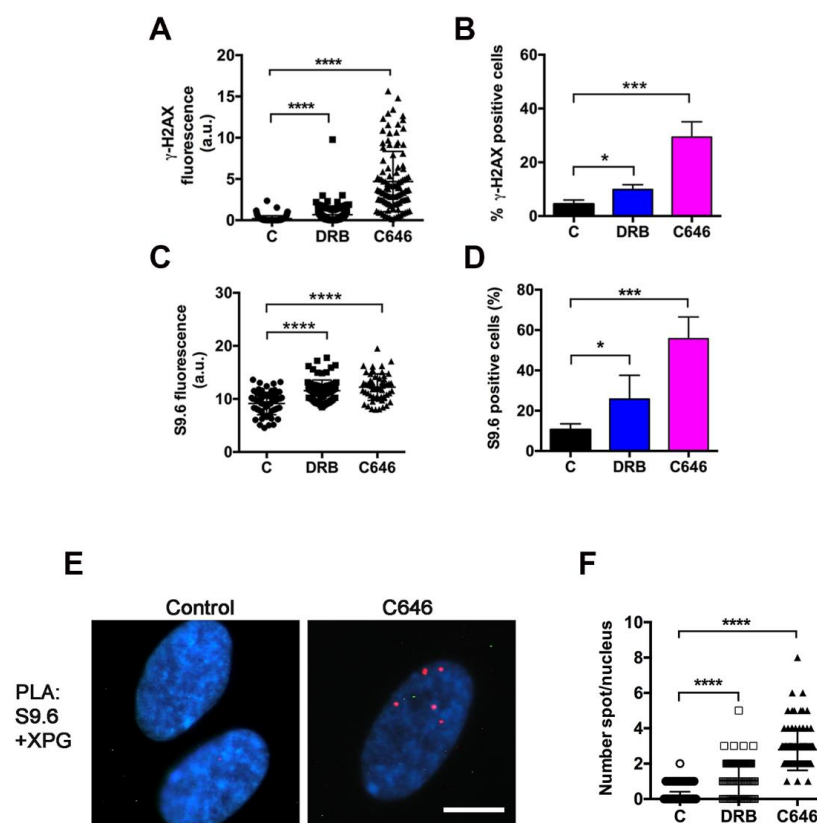 A
γ-H2AX
fluorescence
(a.u.)
20
15
10
5
0
****
****
C DRB C646
B
% γ-H2AX positive cells
60
40
20
0
***
*
C DRB C646
C
S9.6 fluorescence
(a.u.)
30
20
10
0
****
****
C DRB C646
D
S9.6 positive cells (%)
80
60
40
20
0
***
*
C DRB C646
E
Control C646
PLA:
S9.6
+XPG
F
Number spot/nucleus
10
8
6
4
2
0
****
****
C DRB C646